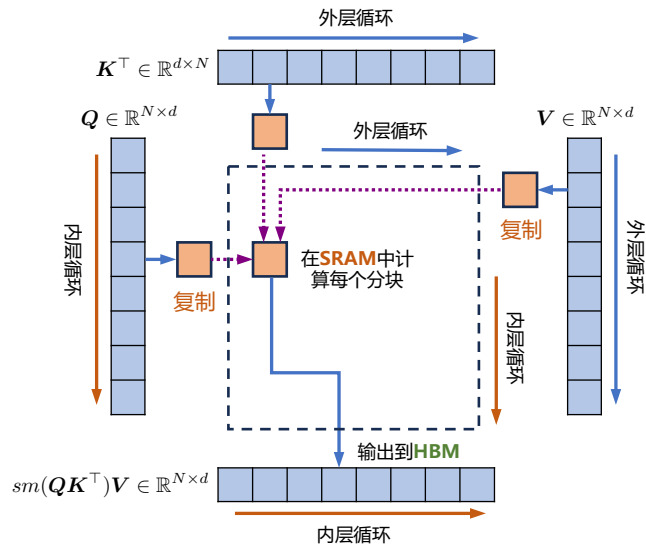 外层循环
𝑲⊤ ∈ ℝ^{d×N}
𝑸 ∈ ℝ^{N×d}
外层循环
𝑽 ∈ ℝ^{N×d}
内层循环
复制
在SRAM中计
算每个分块
复制
外层循环
内层循环
输出到HBM
sm(𝑸𝑲⊤)𝑽 ∈ ℝ^{N×d}
内层循环